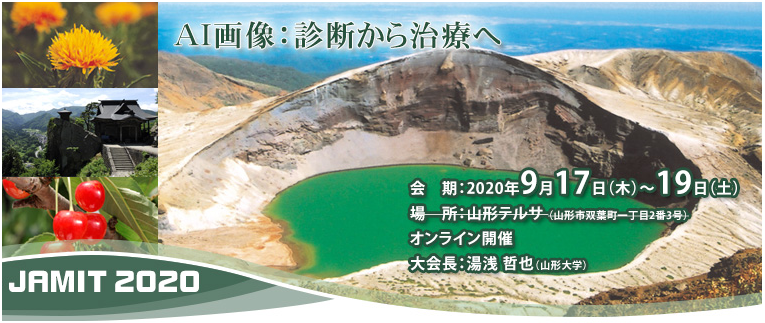 AI画像：診断から治療へ
会　期：2020年9月17日（木）～19日（土）
場　所：山形テルサ（山形市双葉町一丁目2番3号）
オンライン開催
大会長：湯浅 哲也（山形大学）
JAMIT 2020